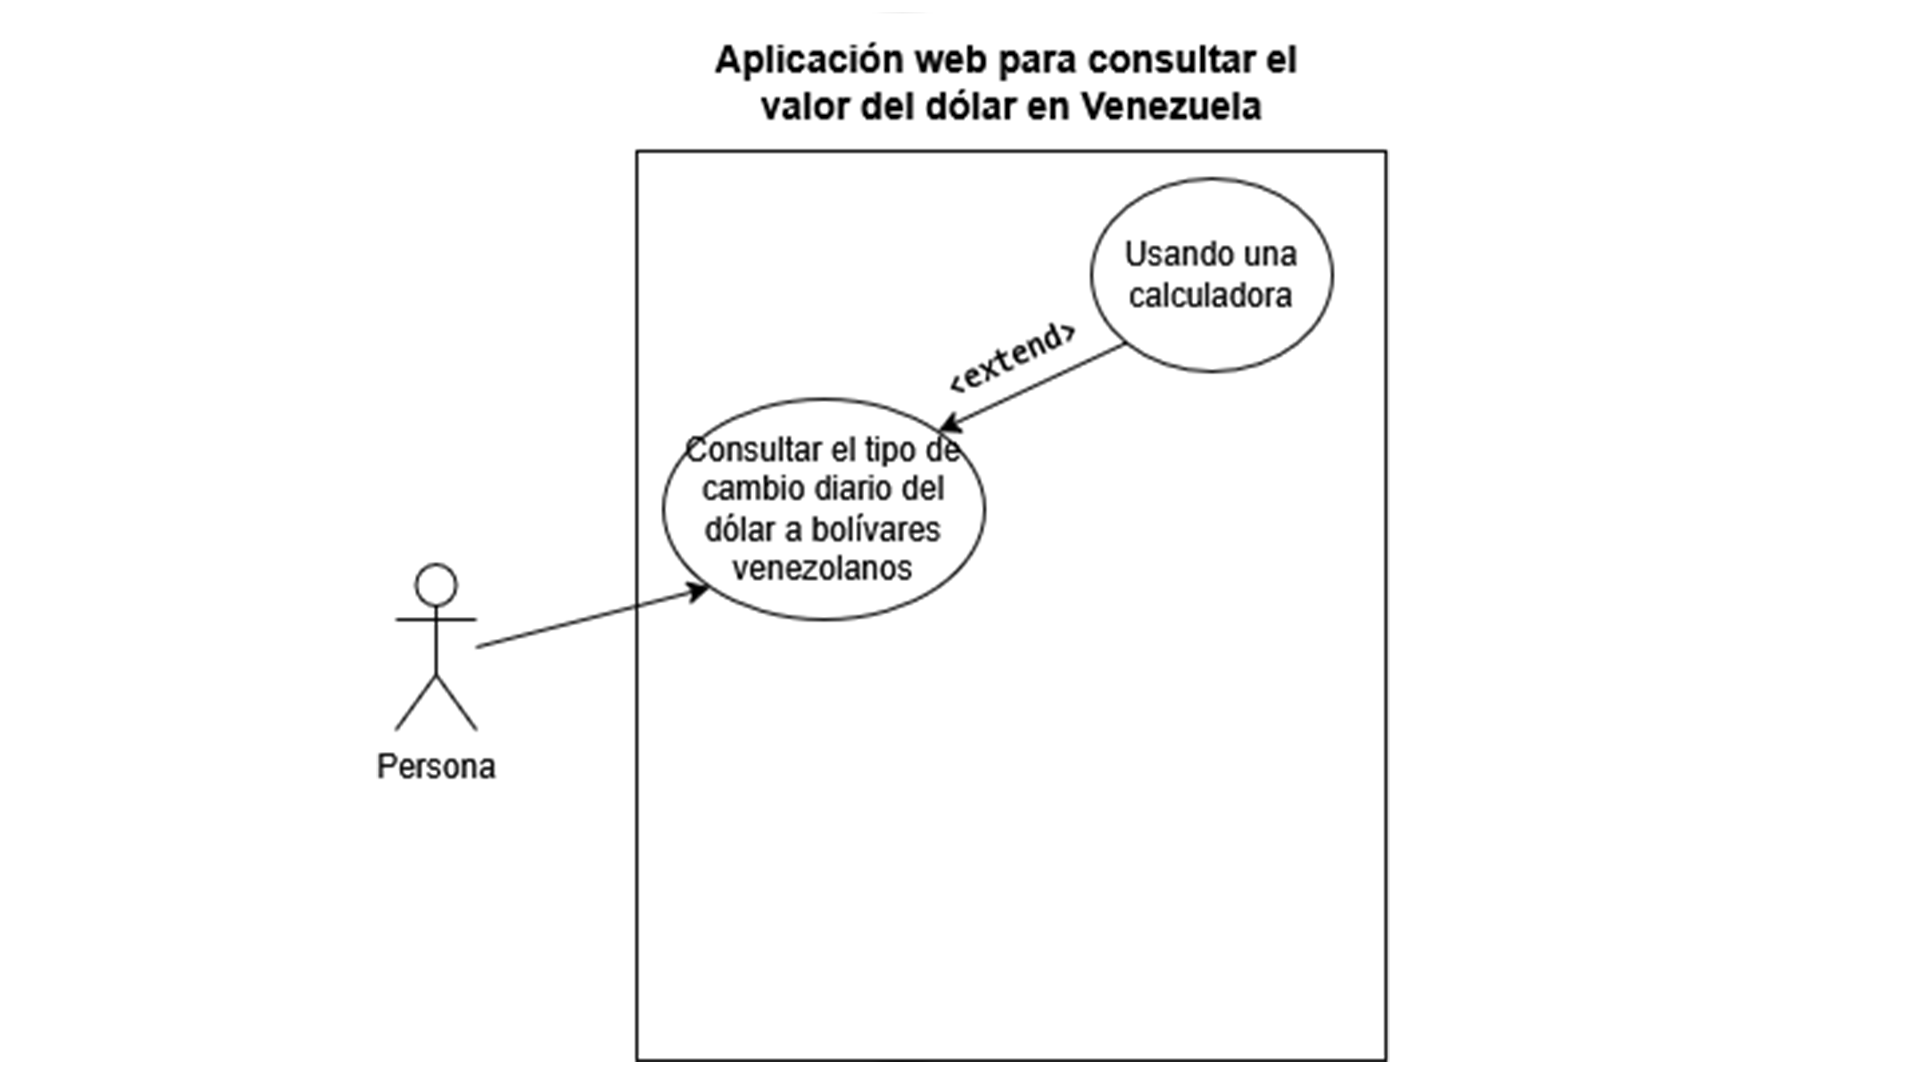 Aplicación web para consultar el
valor del dólar en Venezuela
Usando una
calculadora
<extend>
Consultar el tipo de
cambio diario del
dólar a bolívares
venezolanos
Persona